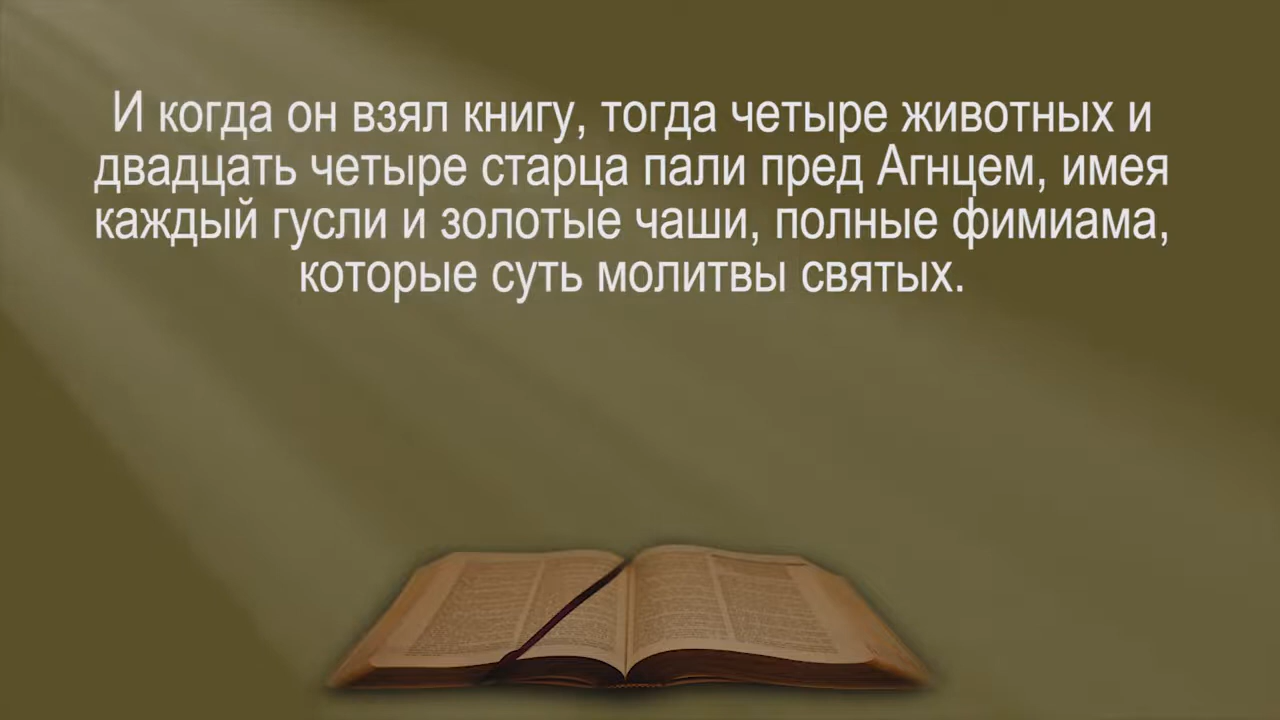 И когда он взял книгу, тогда четыре животных и
двадцать четыре старца пали пред Агнцем, имея
каждый гусли и золотые чаши, полные фимиама,
которые суть молитвы святых.